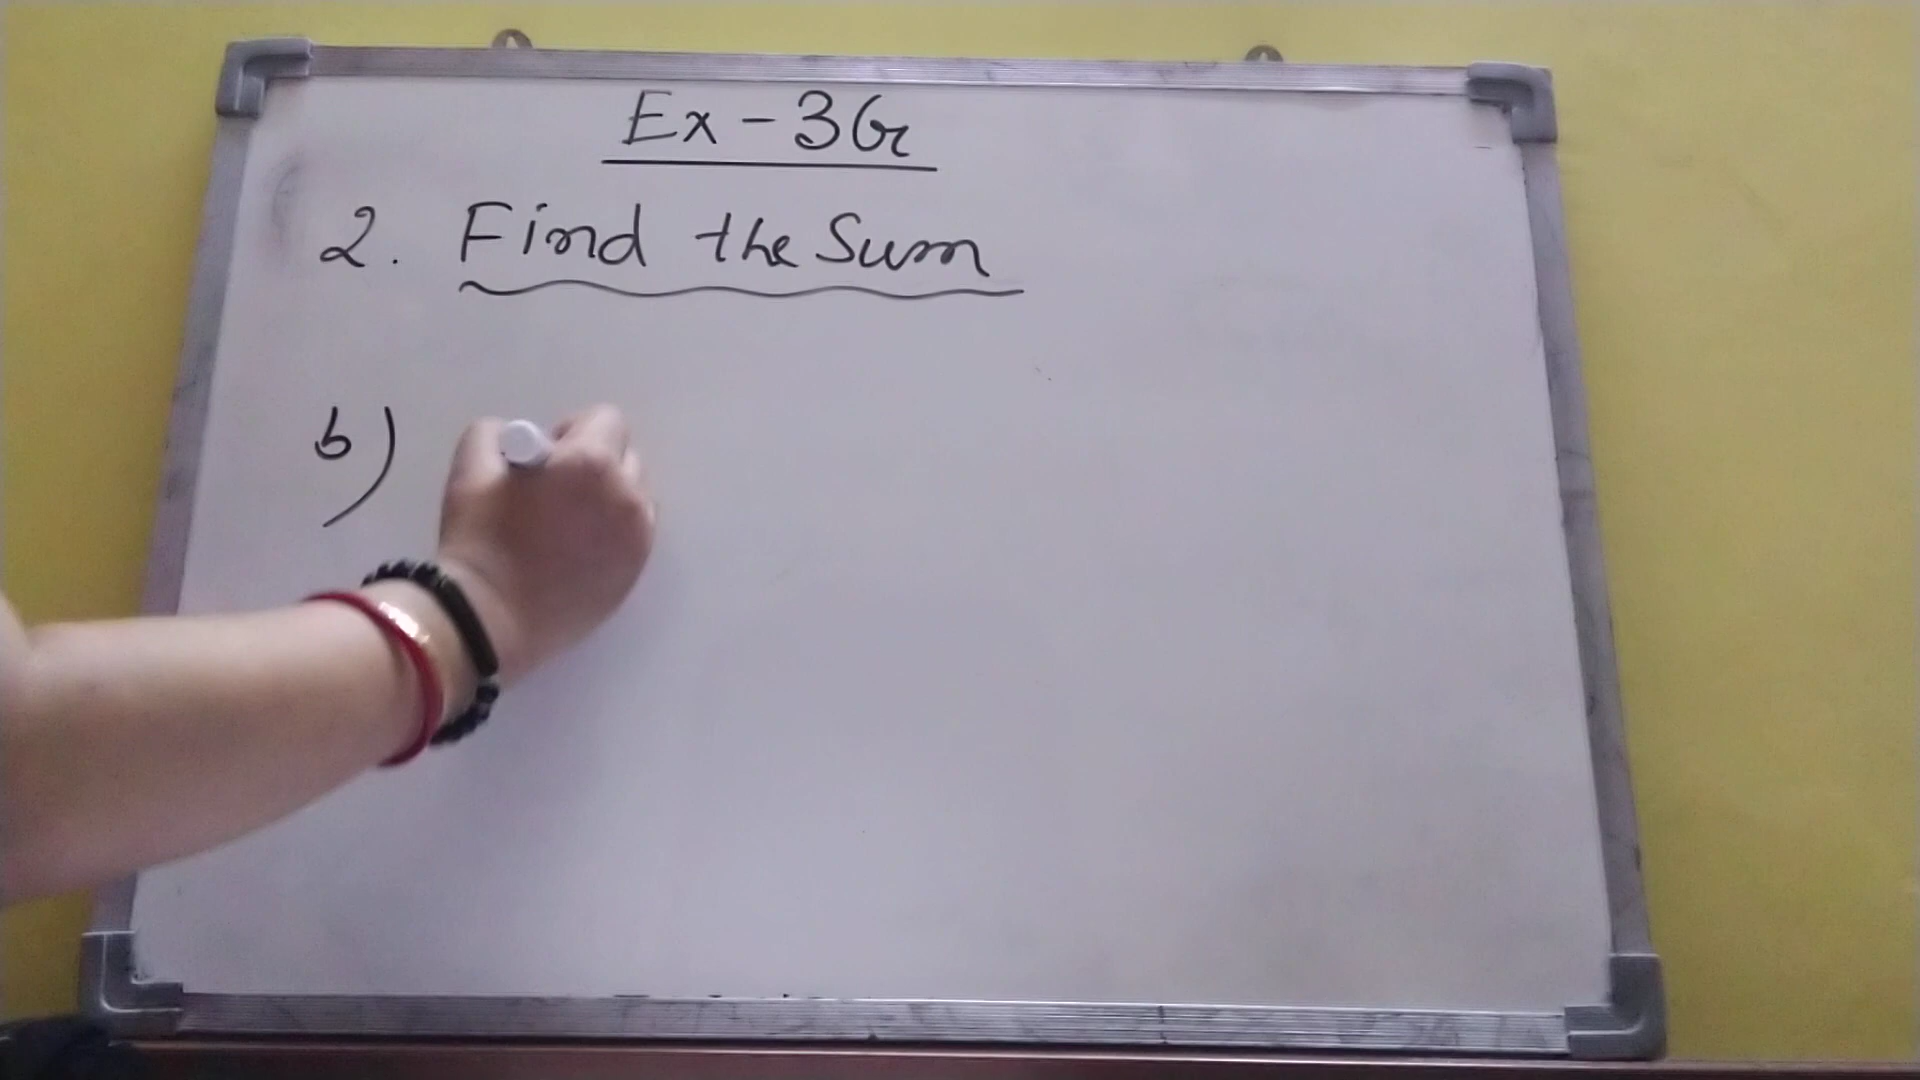 Ex - 3G
2. Find the Sum
b)